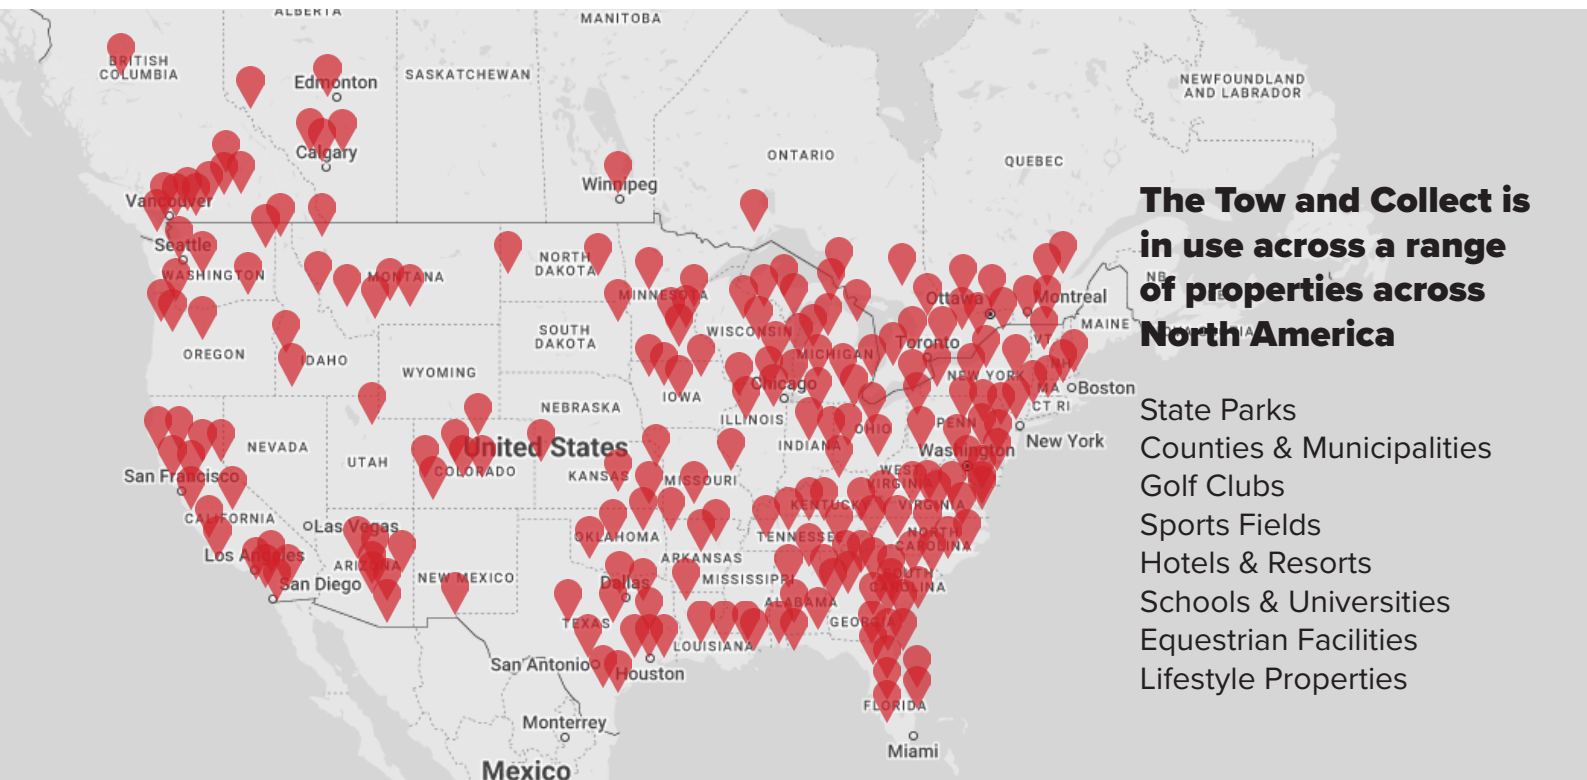 ALBERTA
MANITOBA
BRITISH
COLUMBIA
Edmonton
SASKATCHEWAN
NEWFOUNDLAND
AND LABRADOR
Calgary
ONTARIO
QUEBEC
Winnipeg
Vancouver
Seattle
WASHINGTON
MONTANA
NORTH
DAKOTA
MINNESOTA
Ottawa
Montreal
NB
MAINE
SOUTH
DAKOTA
WISCONSIN
MICHIGAN
Toronto
VT
NH
OREGON
IDAHO
WYOMING
NEW YORK
MA
Boston
CT RI
Chicago
IOWA
NEBRASKA
ILLINOIS
INDIANA
OHIO
PENN
New York
NEVADA
UTAH
United States
COLORADO
KANSAS
MISSOURI
Washington
WEST
VIRGINIA
San Francisco
CALIFORNIA
Las Vegas
KENTUCKY
VIRGINIA
Los Angeles
ARIZONA
NEW MEXICO
OKLAHOMA
TENNESSEE
NORTH
CAROLINA
ARKANSAS
San Diego
Dallas
MISSISSIPPI
SOUTH
CAROLINA
ALABAMA
TEXAS
GEORGIA
LOUISIANA
San Antonio
Houston
FLORIDA
Monterrey
Miami
Mexico
The Tow and Collect is
in use across a range
of properties across
North America
State Parks
Counties & Municipalities
Golf Clubs
Sports Fields
Hotels & Resorts
Schools & Universities
Equestrian Facilities
Lifestyle Properties